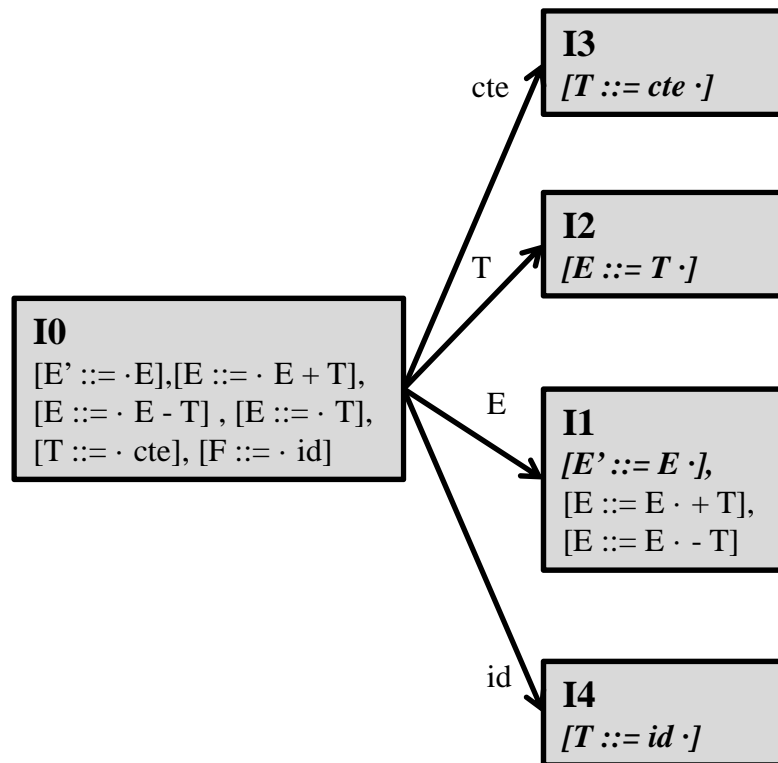 I3
[T ::= cte ·]
cte
I2
[E ::= T ·]
T
I0
[E’ ::= ·E],[E ::= · E + T],
[E ::= · E - T] , [E ::= · T],
[T ::= · cte], [F ::= · id]
E
I1
[E’ ::= E ·],
[E ::= E · + T],
[E ::= E · - T]
id
I4
[T ::= id ·]